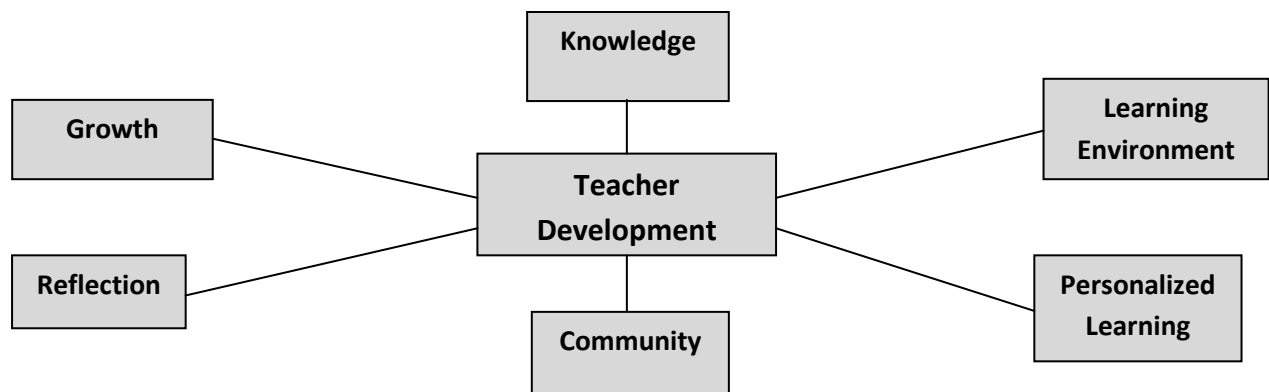 Knowledge
Growth
Learning
Environment
Teacher
Development
Reflection
Personalized
Learning
Community